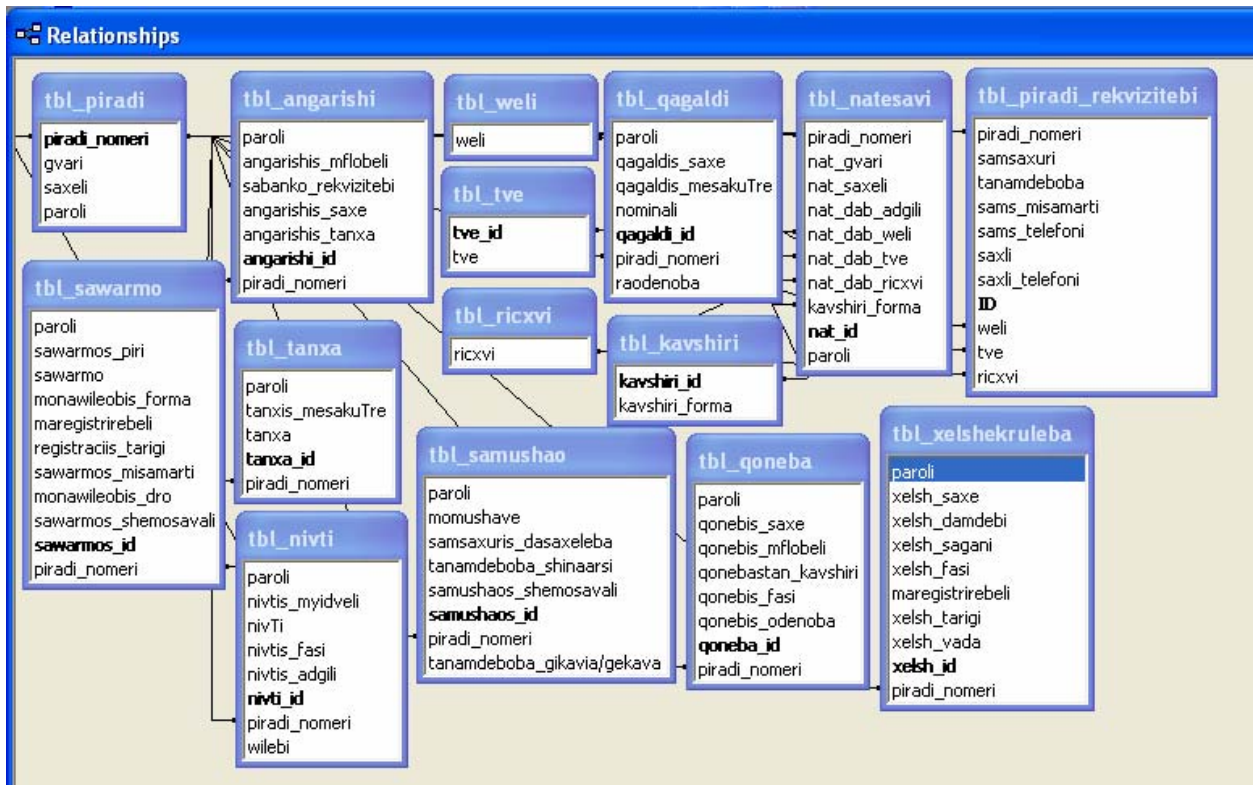 Relationships
tbl_piradi
piradi_nomeri
gvari
saxeli
paroli
tbl_angarishi
paroli
angarishis_mflobeli
sabanko_rekvizitebi
angarishis_saxe
angarishis_tanxa
angarishi_id
piradi_nomeri
tbl_weli
weli
tbl_tve
tve_id
tve
tbl_ricxvi
ricxvi
tbl_qagaldi
paroli
qagaldis_saxe
qagaldis_mesakuTre
nominali
qagaldi_id
piradi_nomeri
raodenoba
tbl_kavshiri
kavshiri_id
kavshiri_forma
tbl_natesavi
piradi_nomeri
nat_gvari
nat_saxeli
nat_dab_adgili
nat_dab_weli
nat_dab_tve
nat_dab_ricxvi
kavshiri_forma
nat_id
paroli
tbl_piradi_rekvizitebi
piradi_nomeri
samsaxuri
tanamdeboba
sams_misamarti
sams_telefoni
saxli
saxli_telefoni
ID
weli
tve
ricxvi
tbl_sawarmo
paroli
sawarmos_piri
sawarmo
monawileobis_forma
maregistrirebeli
registraciis_tarigi
sawarmos_misamarti
monawileobis_dro
sawarmos_shemosavali
sawarmos_id
piradi_nomeri
tbl_tanxa
paroli
tanxis_mesakuTre
tanxa
tanxa_id
piradi_nomeri
tbl_nivti
paroli
nivtis_myidveli
nivTi
nivtis_fasi
nivtis_adgili
nivti_id
piradi_nomeri
wilebi
tbl_samushao
paroli
momushave
samsaxuris_dasaxeleba
tanamdeboba_shinaarsi
samushaos_shemosavali
samushaos_id
piradi_nomeri
tanamdeboba_gikavia/gekava
tbl_qoneba
paroli
qonebis_saxe
qonebis_mflobeli
qonebastan_kavshiri
qonebis_fasi
qonebis_odenoba
qoneba_id
piradi_nomeri
tbl_xelshekruleba
paroli
xelsh_saxe
xelsh_damdebi
xelsh_sagani
xelsh_fasi
maregistrirebeli
xelsh_tarigi
xelsh_vada
xelsh_id
piradi_nomeri